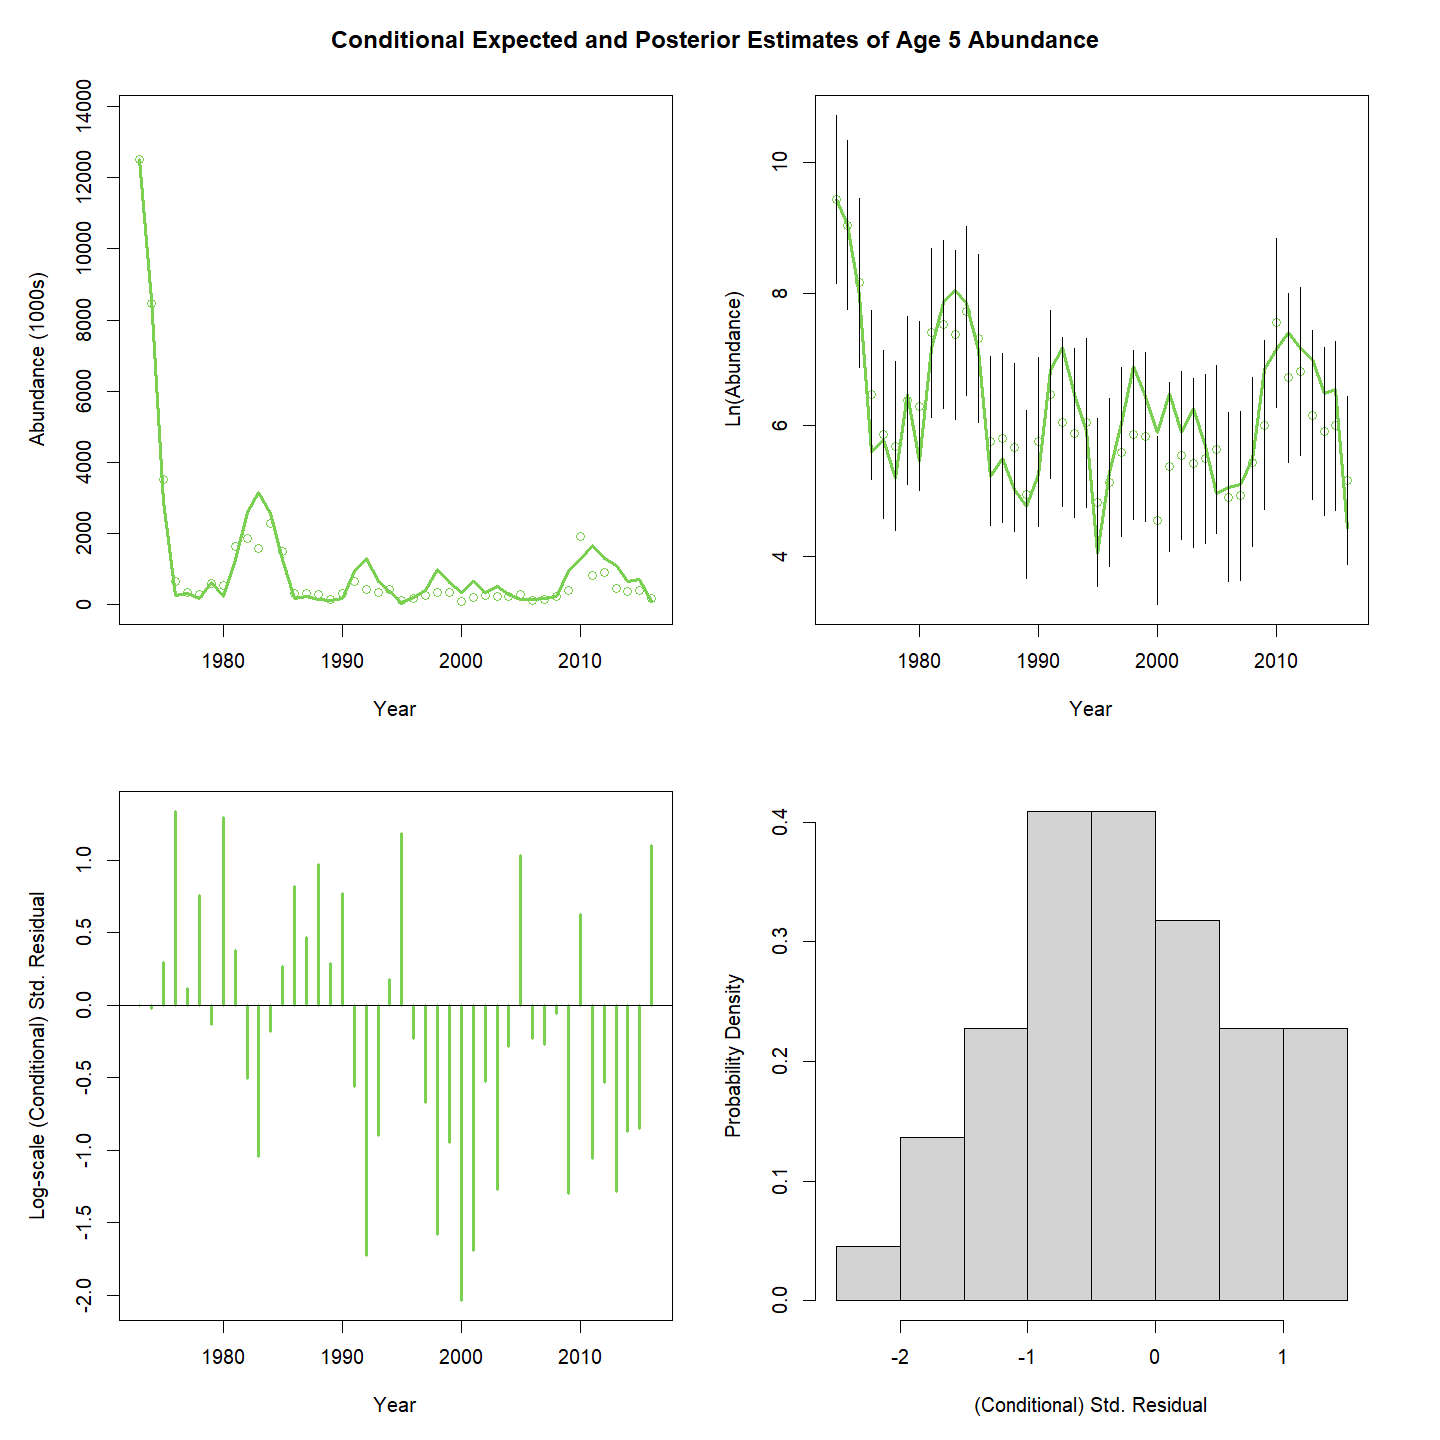 Conditional Expected and Posterior Estimates of Age 5 Abundance
Abundance (1000s)
0 2000 4000 6000 8000 10000 12000 14000
1980 1990 2000 2010
Year
Ln(Abundance)
4 6 8 10
1980 1990 2000 2010
Year
Log-scale (Conditional) Std. Residual
-2.0 -1.5 -1.0 -0.5 0.0 0.5 1.0
1980 1990 2000 2010
Year
Probability Density
0.0 0.1 0.2 0.3 0.4
-2 -1 0 1
(Conditional) Std. Residual